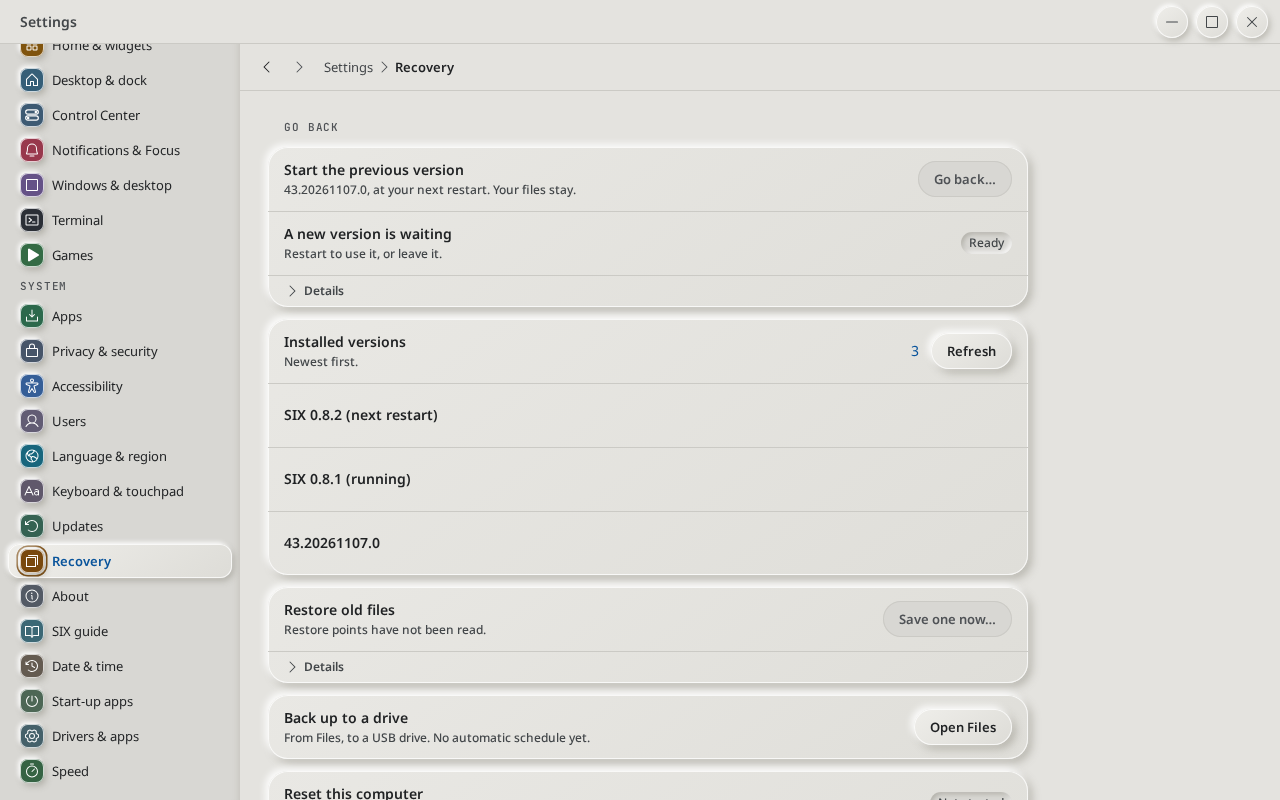 Settings
Home & widgets
Desktop & dock
Control Center
Notifications & Focus
Windows & desktop
Terminal
Games
SYSTEM
Apps
Privacy & security
Accessibility
Users
Language & region
Keyboard & touchpad
Updates
Recovery
About
SIX guide
Date & time
Start-up apps
Drivers & apps
Speed
Settings > Recovery
GO BACK
Start the previous version
43.20261107.0, at your next restart. Your files stay.
Go back...
A new version is waiting
Restart to use it, or leave it.
Ready
Details
Installed versions
Newest first.
3
Refresh
SIX 0.8.2 (next restart)
SIX 0.8.1 (running)
43.20261107.0
Restore old files
Restore points have not been read.
Save one now...
Details
Back up to a drive
From Files, to a USB drive. No automatic schedule yet.
Open Files
Reset this computer